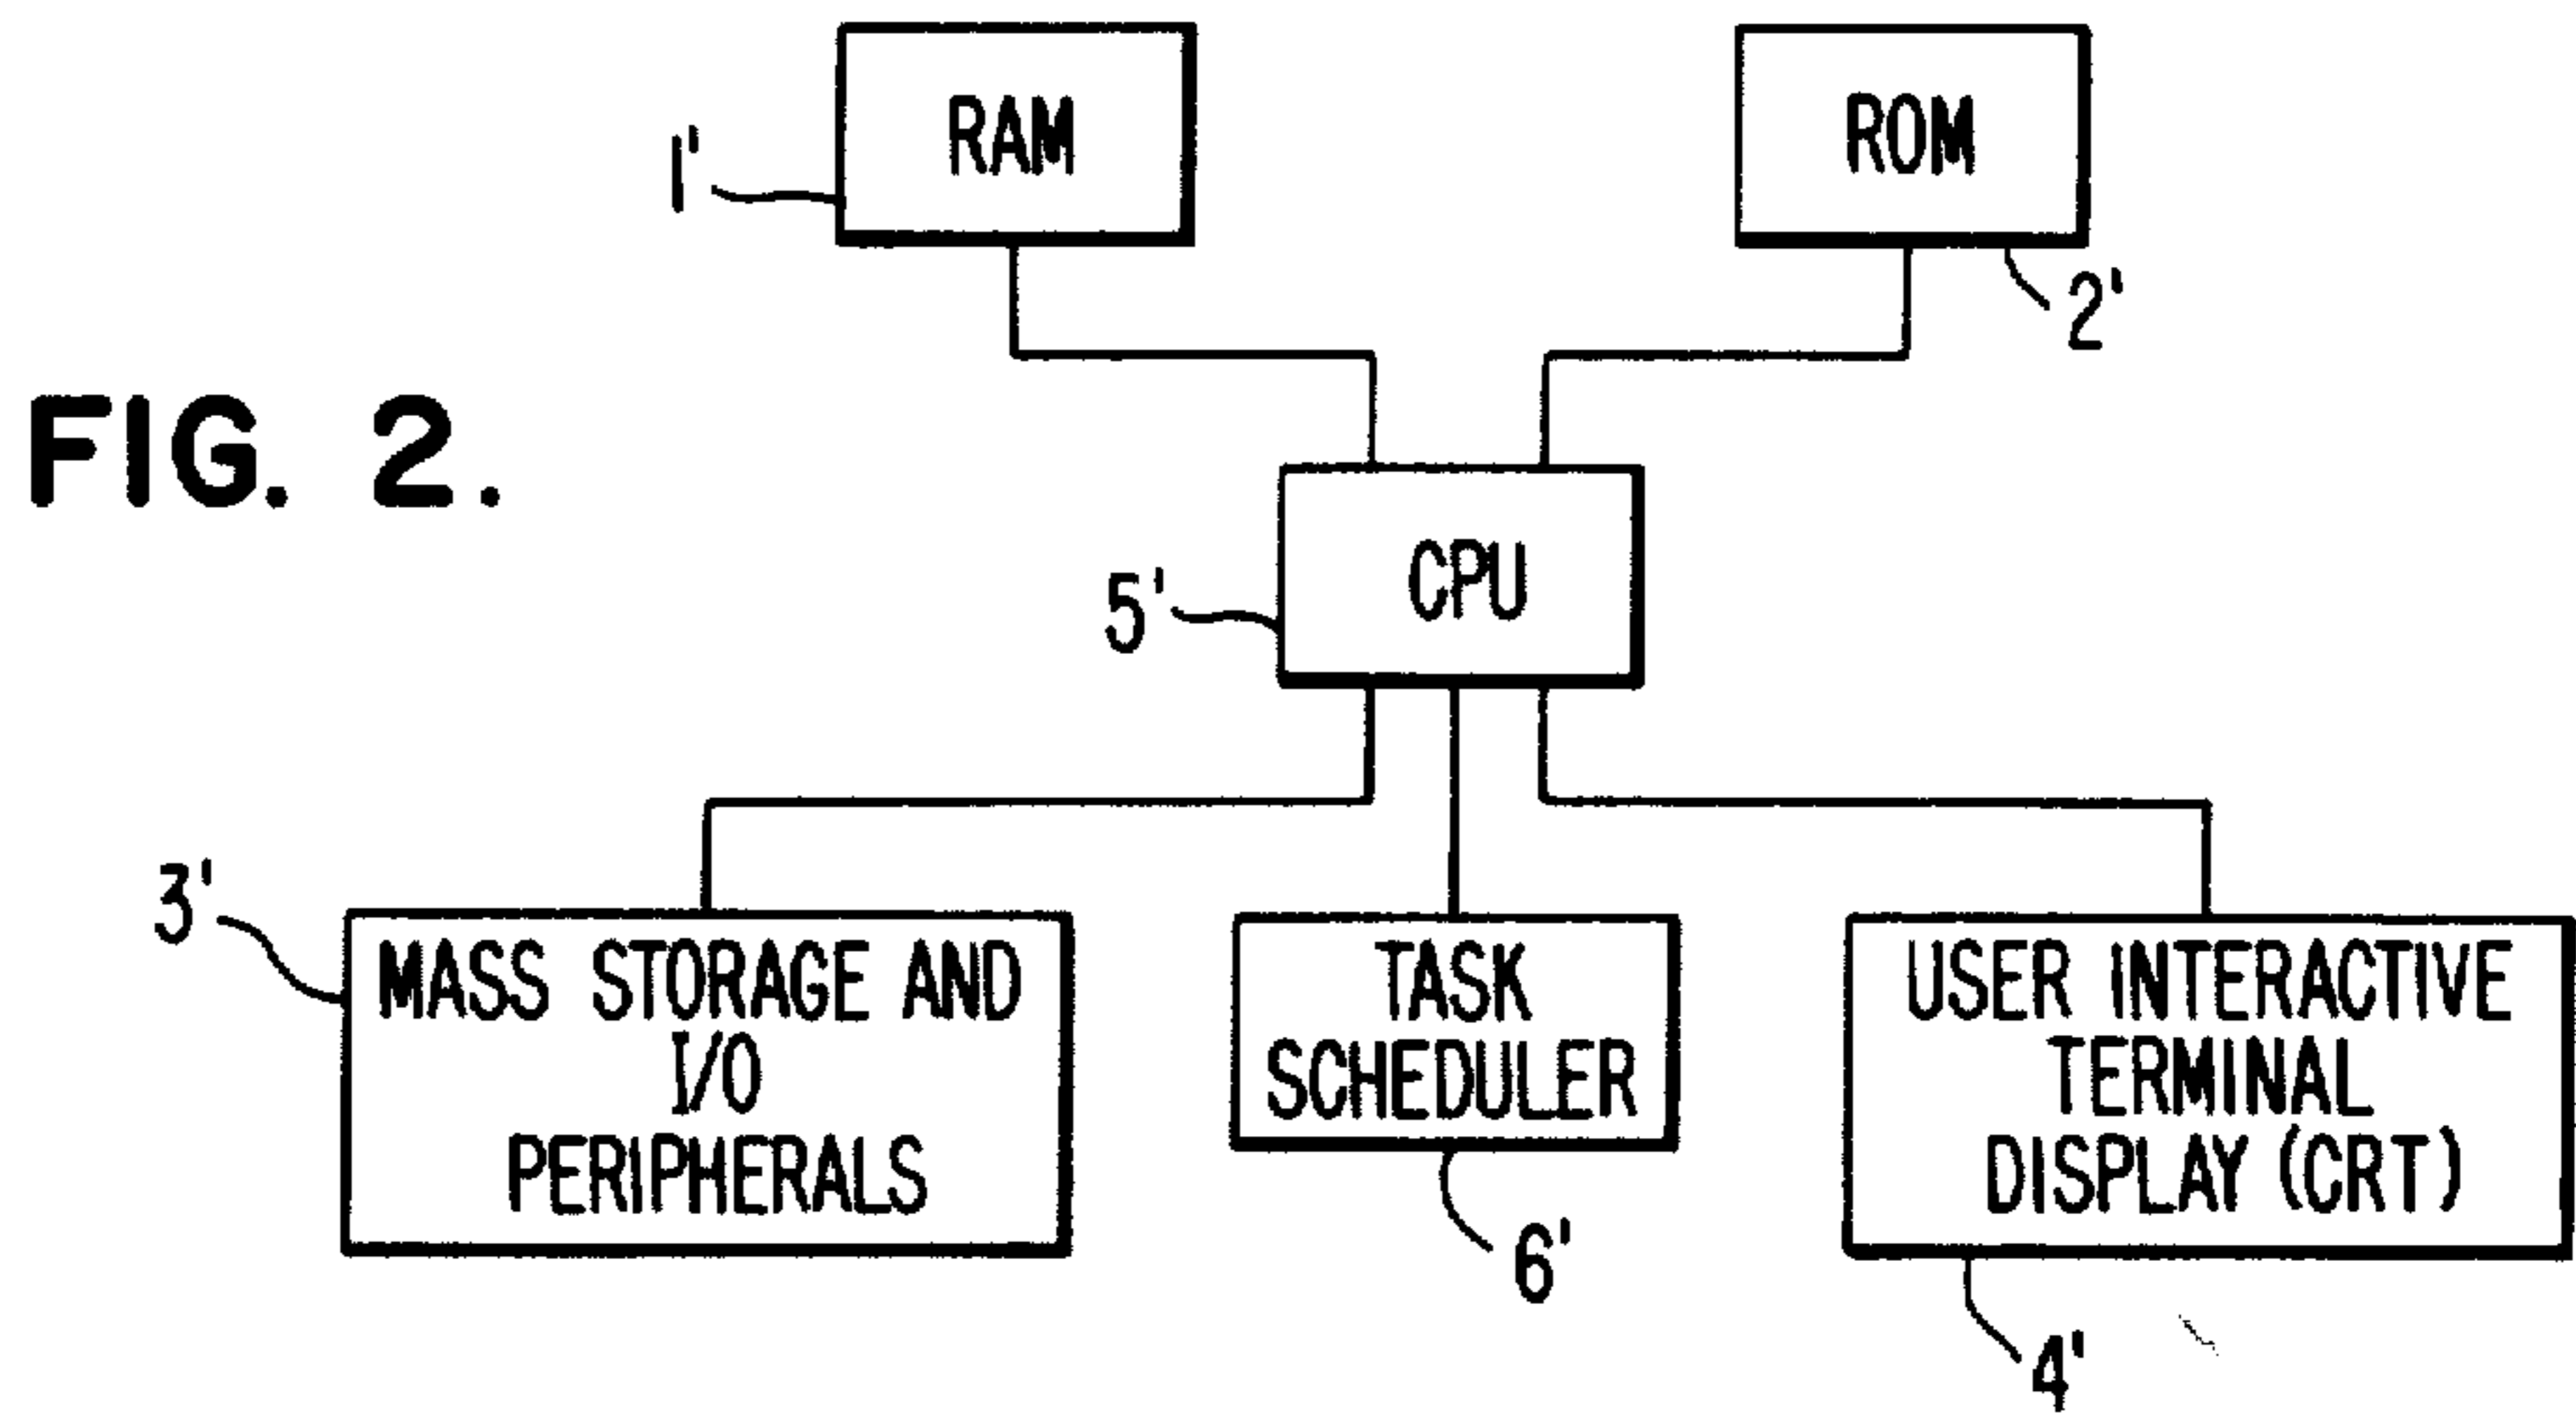 RAM
ROM
1'
2'
FIG. 2.
CPU
5'
3'
MASS STORAGE AND
I/O
PERIPHERALS
TASK
SCHEDULER
USER INTERACTIVE
TERMINAL
DISPLAY (CRT)
6'
4'